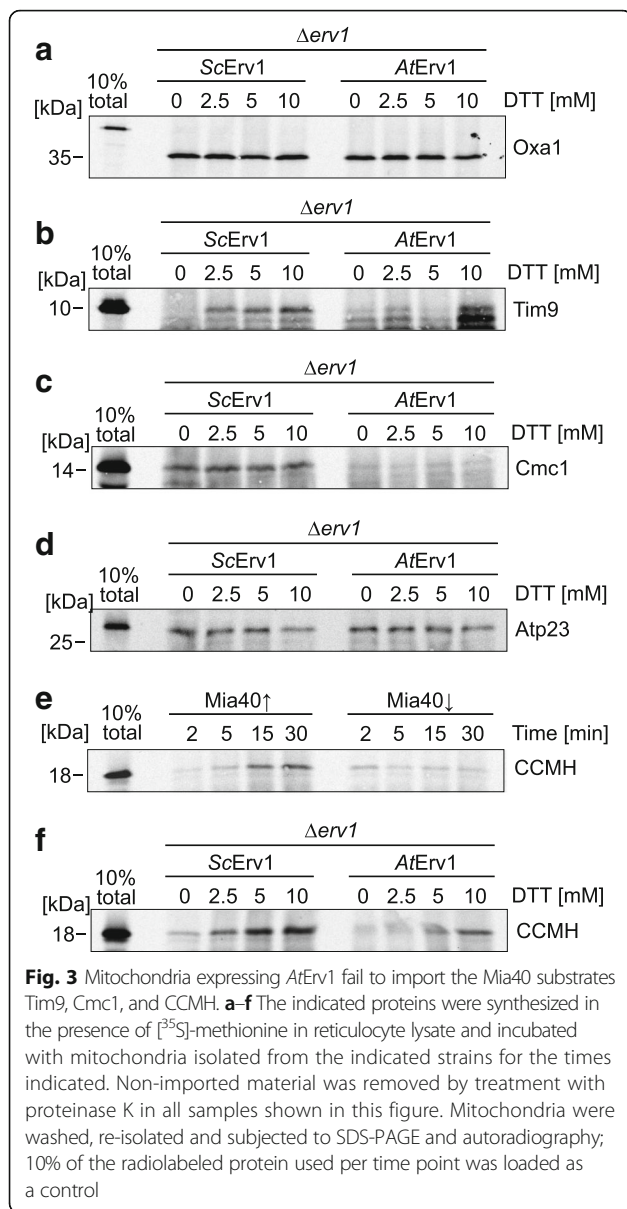 a
Δerv1
ScErv1 AtErv1
10% total
[kDa] 0 2.5 5 10 0 2.5 5 10 DTT [mM]
35 Oxa1
b
Δerv1
ScErv1 AtErv1
10% total
[kDa] 0 2.5 5 10 0 2.5 5 10 DTT [mM]
10 Tim9
c
Δerv1
ScErv1 AtErv1
10% total
[kDa] 0 2.5 5 10 0 2.5 5 10 DTT [mM]
14 Cmc1
d
Δerv1
ScErv1 AtErv1
10% total
[kDa] 0 2.5 5 10 0 2.5 5 10 DTT [mM]
25 Atp23
e
Mia40↑ Mia40↓
10% total
[kDa] 2 5 15 30 2 5 15 30 Time [min]
18 CCMH
f
Δerv1
ScErv1 AtErv1
10% total
[kDa] 0 2.5 5 10 0 2.5 5 10 DTT [mM]
18 CCMH
Fig. 3 Mitochondria expressing AtErv1 fail to import the Mia40 substrates
Tim9, Cmc1, and CCMH. a–f The indicated proteins were synthesized in
the presence of [³⁵S]-methionine in reticulocyte lysate and incubated
with mitochondria isolated from the indicated strains for the times
indicated. Non-imported material was removed by treatment with
proteinase K in all samples shown in this figure. Mitochondria were
washed, re-isolated and subjected to SDS-PAGE and autoradiography;
10% of the radiolabeled protein used per time point was loaded as
a control